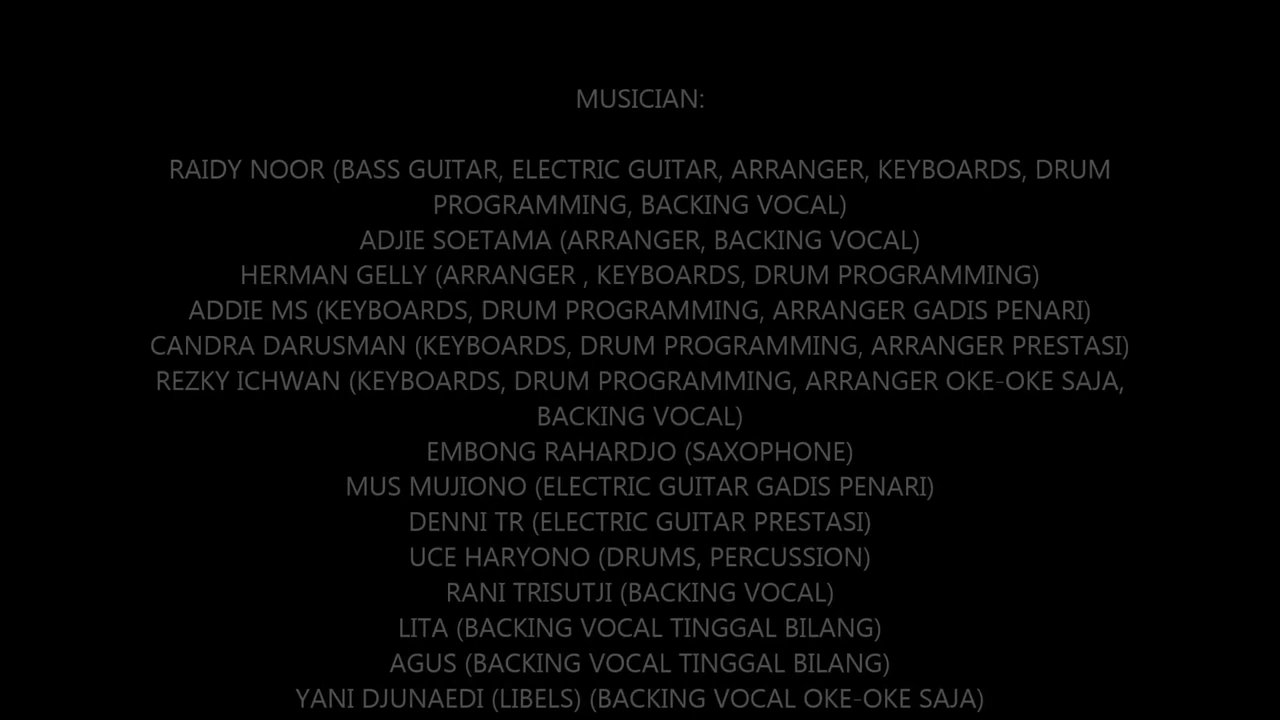 MUSICIAN:
RAIDY NOOR (BASS GUITAR, ELECTRIC GUITAR, ARRANGER, KEYBOARDS, DRUM
PROGRAMMING, BACKING VOCAL)
ADJIE SOETAMA (ARRANGER, BACKING VOCAL)
HERMAN GELLY (ARRANGER , KEYBOARDS, DRUM PROGRAMMING)
ADDIE MS (KEYBOARDS, DRUM PROGRAMMING, ARRANGER GADIS PENARI)
CANDRA DARUSMAN (KEYBOARDS, DRUM PROGRAMMING, ARRANGER PRESTASI)
REZKY ICHWAN (KEYBOARDS, DRUM PROGRAMMING, ARRANGER OKE-OKE SAJA,
BACKING VOCAL)
EMBONG RAHARDJO (SAXOPHONE)
MUS MUJIONO (ELECTRIC GUITAR GADIS PENARI)
DENNI TR (ELECTRIC GUITAR PRESTASI)
UCE HARYONO (DRUMS, PERCUSSION)
RANI TRISUTJI (BACKING VOCAL)
LITA (BACKING VOCAL TINGGAL BILANG)
AGUS (BACKING VOCAL TINGGAL BILANG)
YANI DJUNAEDI (LIBELS) (BACKING VOCAL OKE-OKE SAJA)